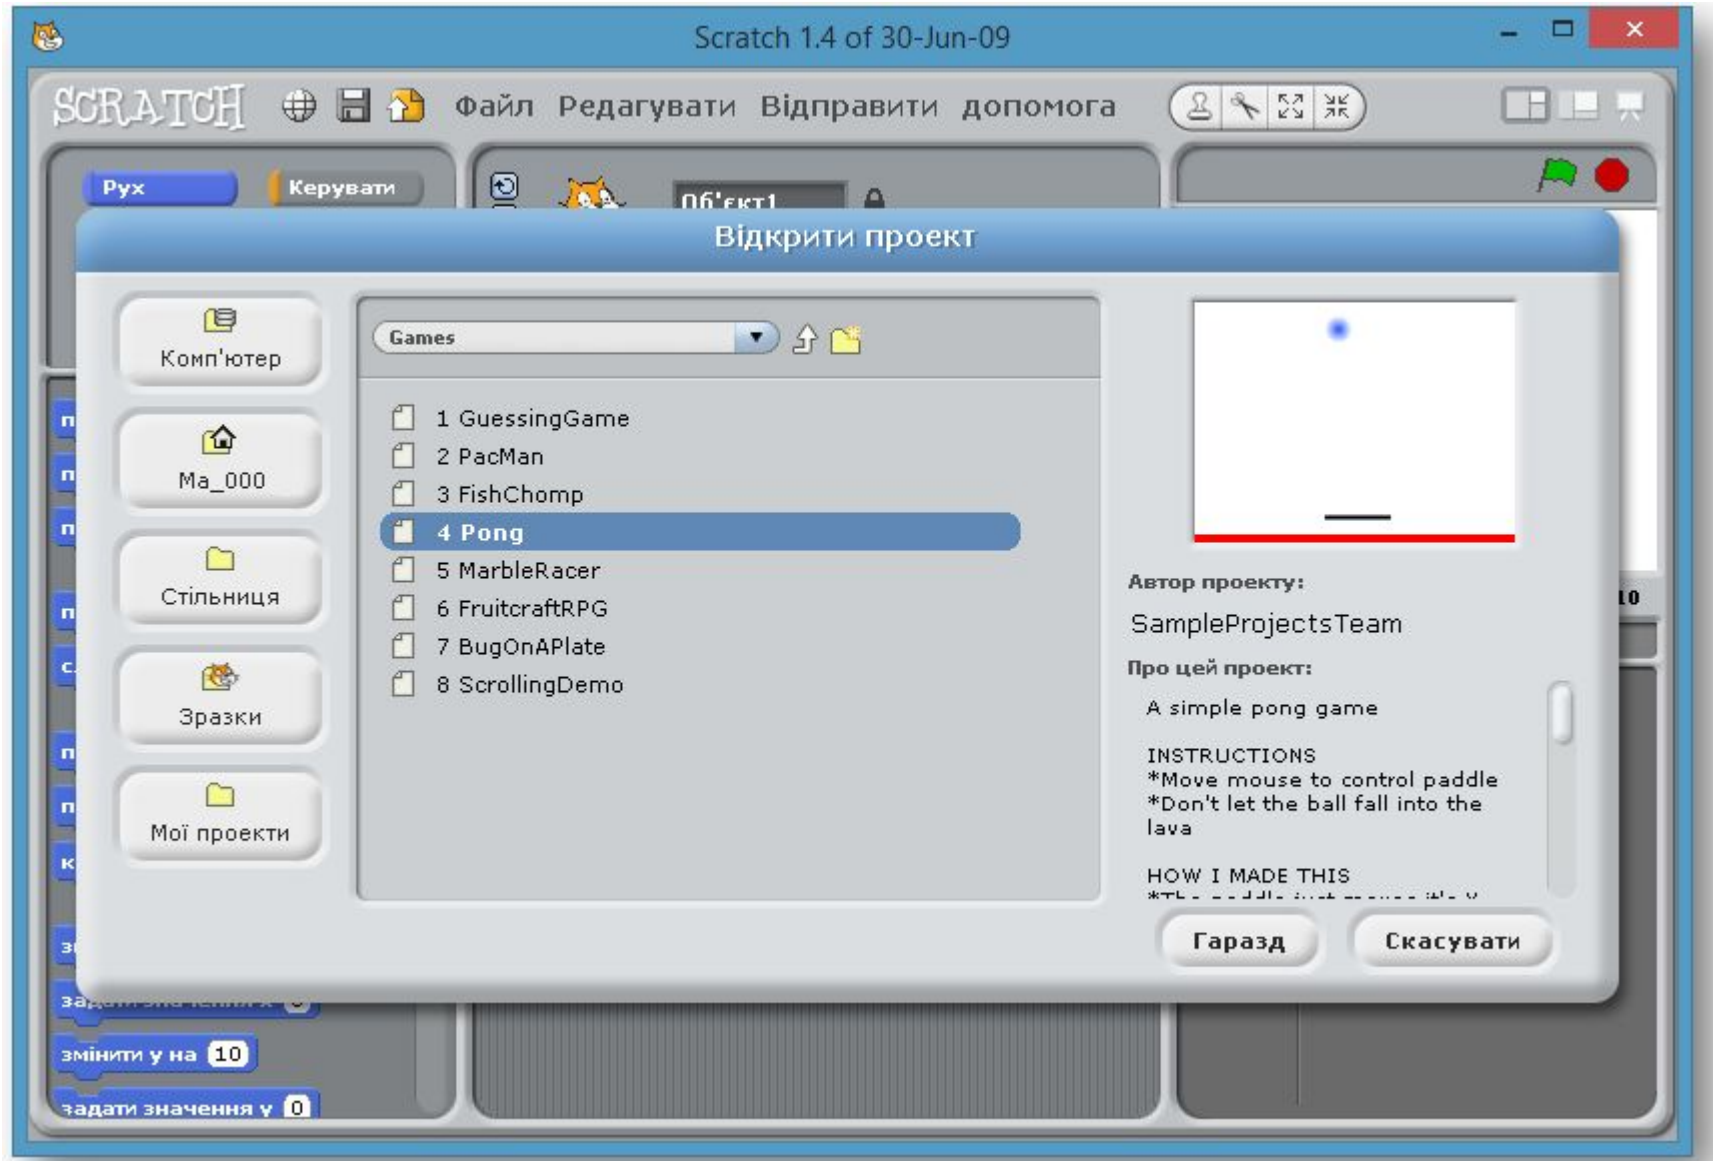 Scratch 1.4 of 30-Jun-09
SCRATCH Файл Редагувати Відправити допомога
Рух Керувати Об'єкт1
Відкрити проект
Комп'ютер
Ma_000
Стільниця
Зразки
Мої проекти
Games
1 GuessingGame
2 PacMan
3 FishChomp
4 Pong
5 MarbleRacer
6 FruitcraftRPG
7 BugOnAPlate
8 ScrollingDemo
Автор проекту:
SampleProjectsTeam
Про цей проект:
A simple pong game
INSTRUCTIONS
*Move mouse to control paddle
*Don't let the ball fall into the
lava
HOW I MADE THIS
Гаразд Скасувати
10
змінити у на 10
задати значення у 0